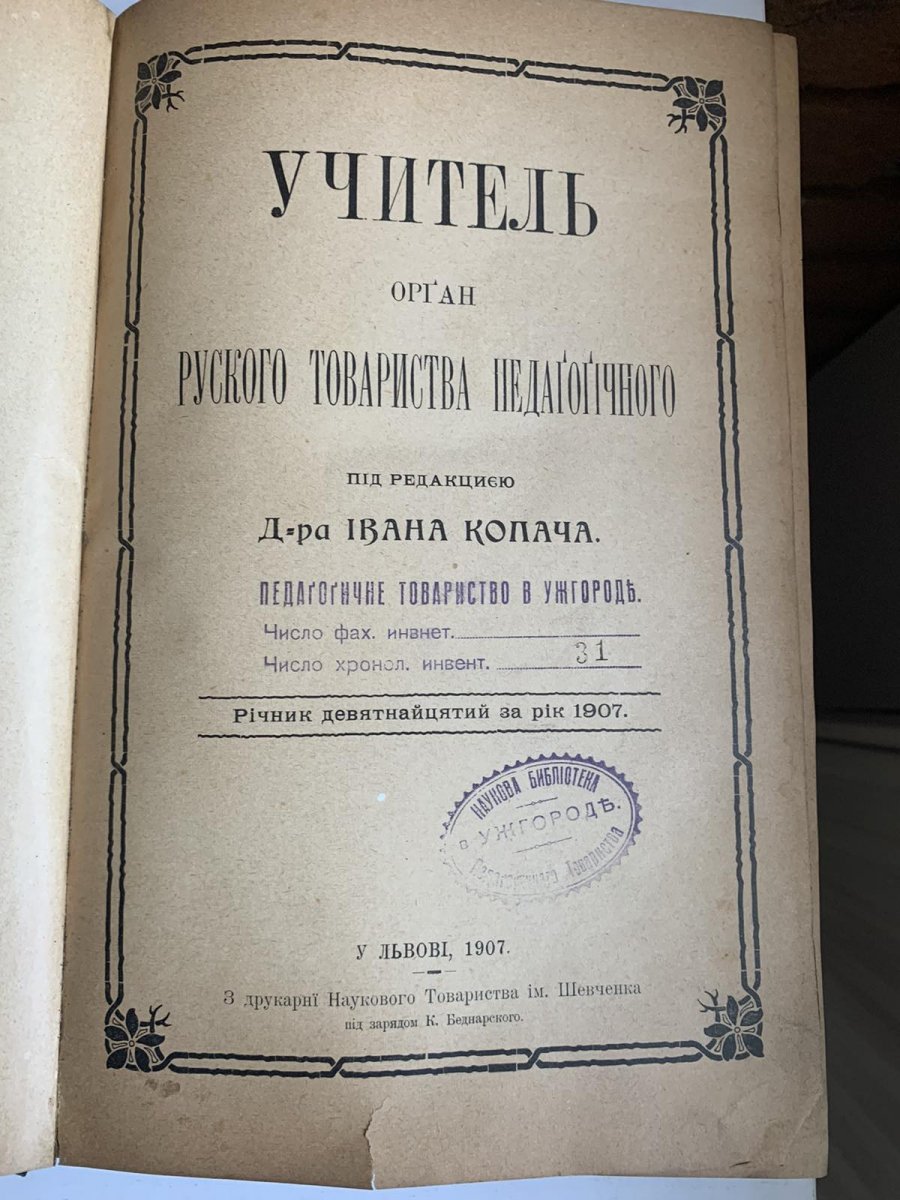 УЧИТЕЛЬ
ОРҐАН
РУСКОГО ТОВАРИСТВА ПЕДАҐОҐІЧНОГО
ПІД РЕДАКЦИЄЮ
Д-ра ІВАНА КОПАЧА.
ПЕДАҐОҐИЧНЕ ТОВАРИСТВО В УЖГОРОДѢ.
Число фах. инвнет.
Число хронол. инвент. 31
Річник девятнайцятий за рік 1907.
НАУКОВА БИБЛІОТЕКА
в УЖГОРОДѢ.
Товариства
У ЛЬВОВІ, 1907.
З друкарнї Наукового Товариства ім. Шевченка
під зарядом К. Беднарского.